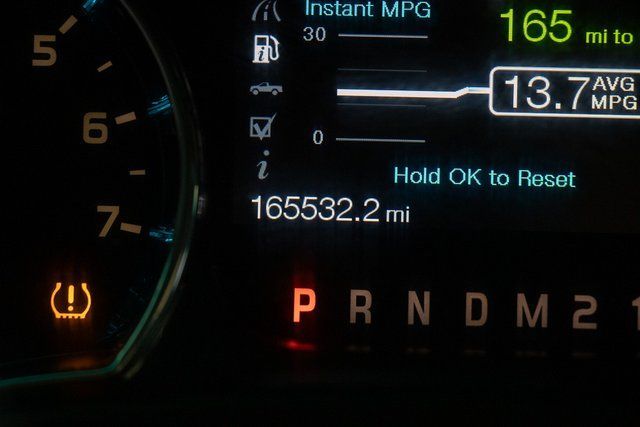 Instant MPG
165 mi to
30
5
13.7 AVG MPG
6
0
Hold OK to Reset
165532.2 mi
7
P R N D M 2 1